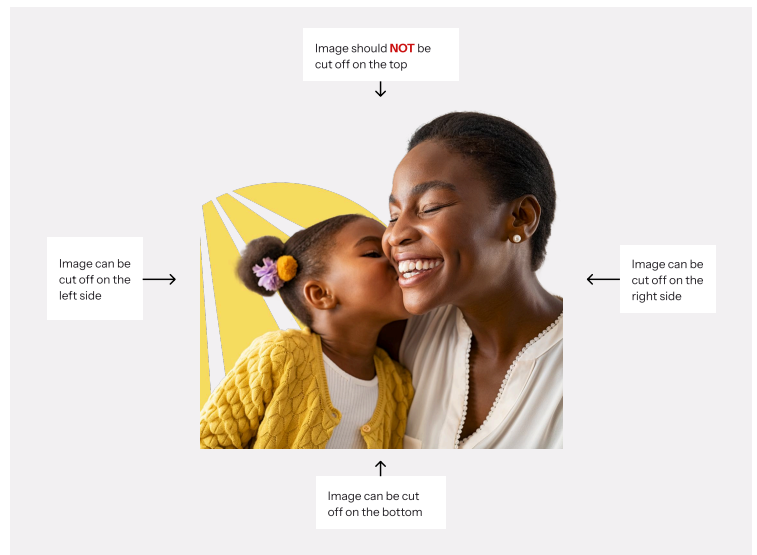 Image should NOT be
cut off on the top
Image can be
cut off on the
left side
Image can be
cut off on the
right side
Image can be cut
off on the bottom